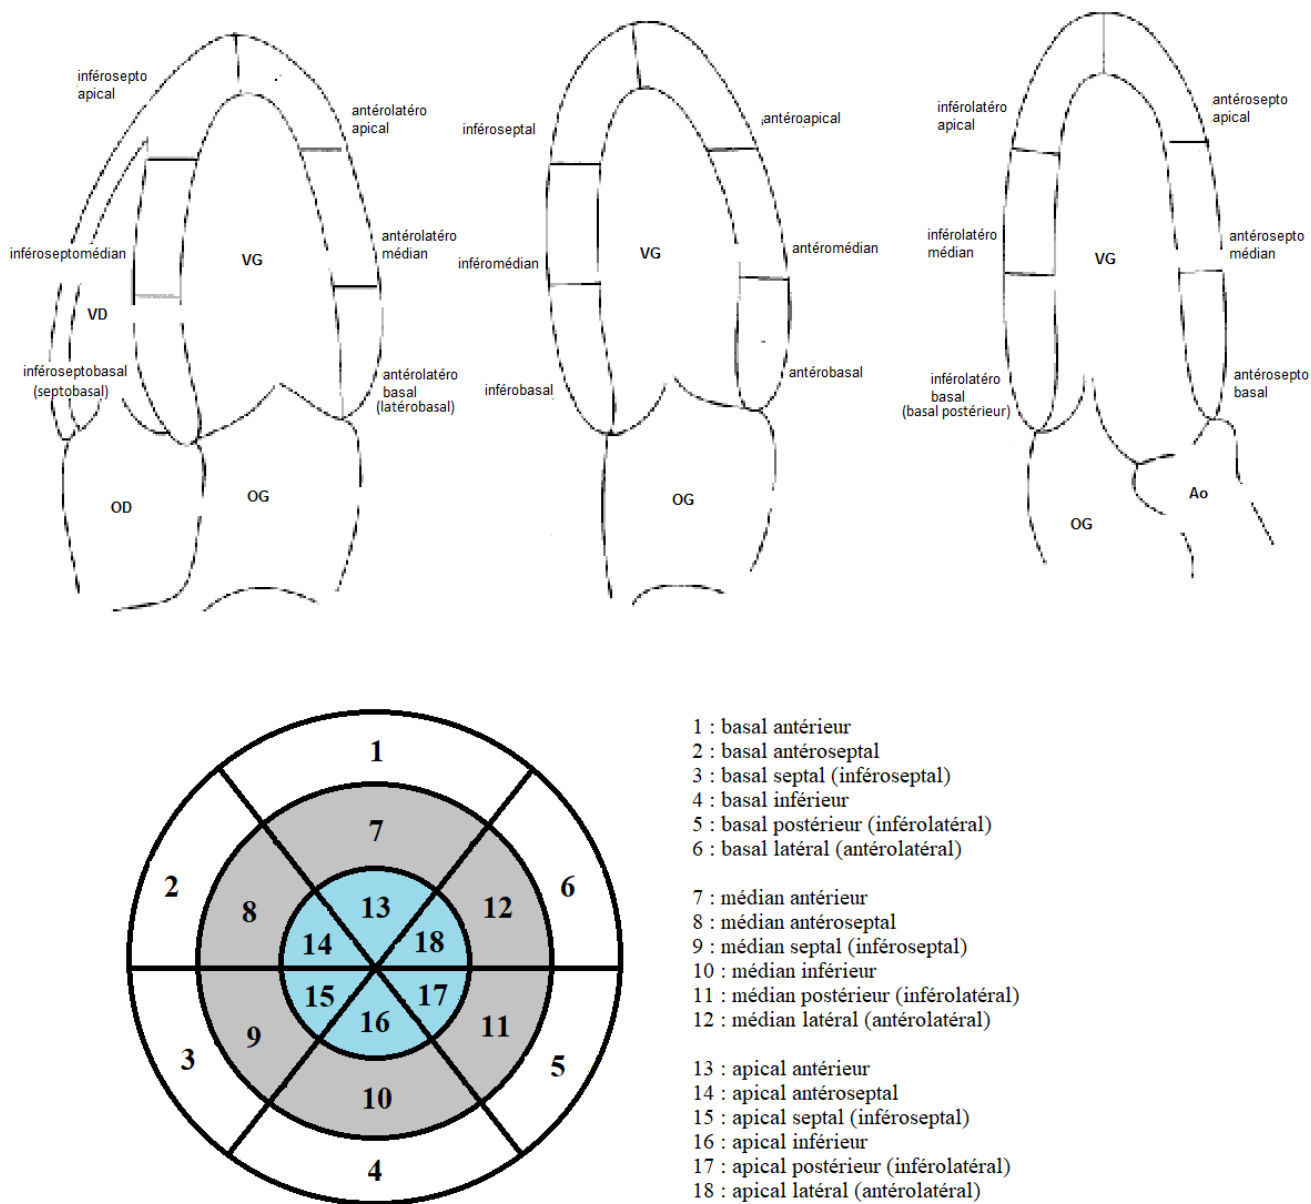 inférosepto
apical
antérolatéro
apical
inféroseptomédian
VG
antérolatéro
médian
VD
inféroseptobasal
(septobasal)
antérolatéro
basal
(latérobasal)
OD
OG
inféroseptal
antéroapical
inféromédian
VG
antéromédian
inférobasal
antérobasal
OG
inférolatéro
apical
antérosepto
apical
inférolatéro
médian
VG
antérosepto
médian
inférolatéro
basal
(basal postérieur)
antérosepto
basal
OG
Ao
1
2
3
4
5
6
7
8
9
10
11
12
13
14
15
16
17
18
1 : basal antérieur
2 : basal antéroseptal
3 : basal septal (inféroseptal)
4 : basal inférieur
5 : basal postérieur (inférolatéral)
6 : basal latéral (antérolatéral)
7 : médian antérieur
8 : médian antéroseptal
9 : médian septal (inféroseptal)
10 : médian inférieur
11 : médian postérieur (inférolatéral)
12 : médian latéral (antérolatéral)
13 : apical antérieur
14 : apical antéroseptal
15 : apical septal (inféroseptal)
16 : apical inférieur
17 : apical postérieur (inférolatéral)
18 : apical latéral (antérolatéral)